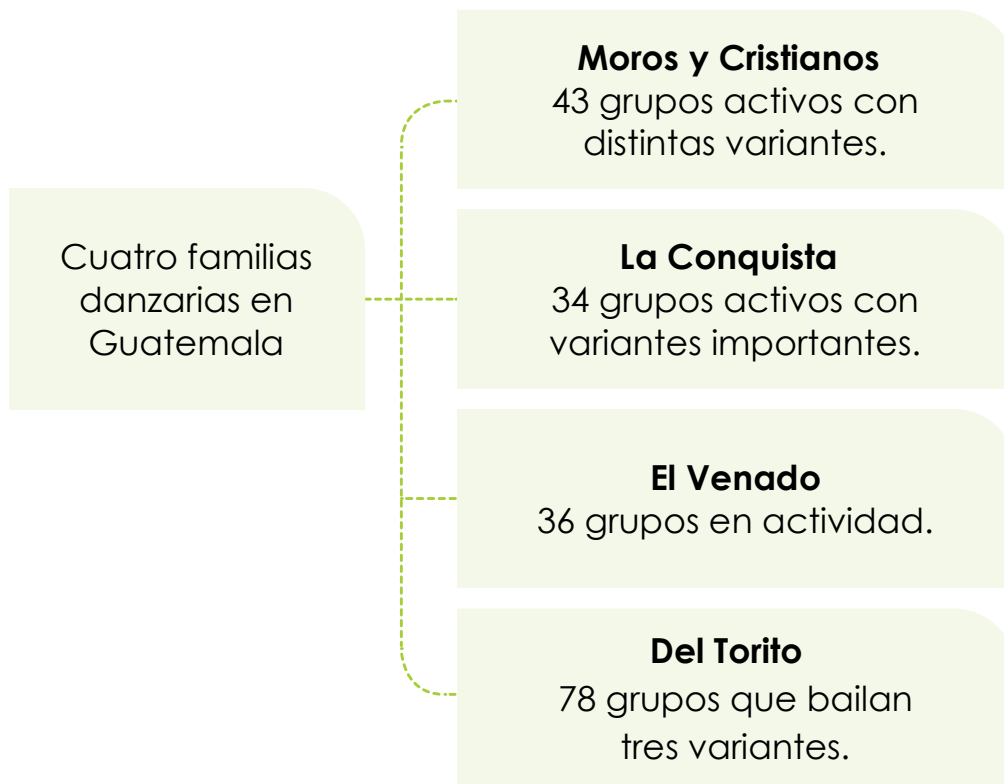 Cuatro familias
danzarias en
Guatemala
Moros y Cristianos
43 grupos activos con
distintas variantes.
La Conquista
34 grupos activos con
variantes importantes.
El Venado
36 grupos en actividad.
Del Torito
78 grupos que bailan
tres variantes.